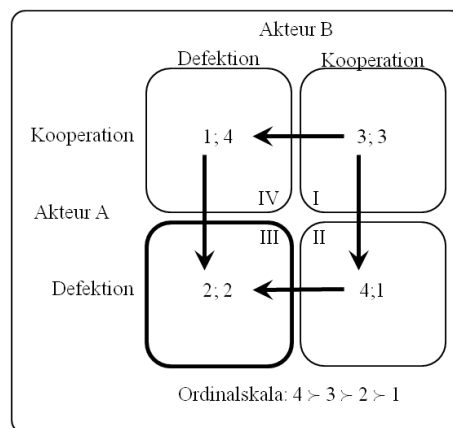 Akteur B
Defektion Kooperation
Kooperation 1; 4 3; 3
IV I
Akteur A
III II
Defektion 2; 2 4;1
Ordinalskala: 4 ≻ 3 ≻ 2 ≻ 1